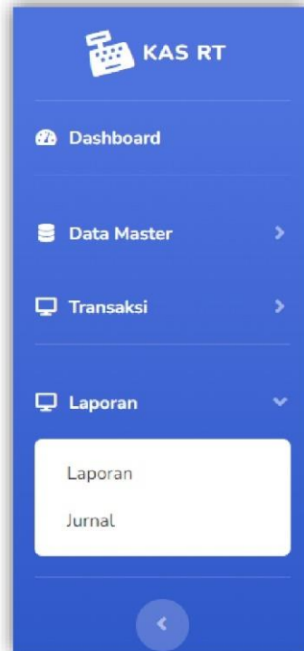 KAS RT
Dashboard
Data Master
Transaksi
Laporan
Laporan
Jurnal